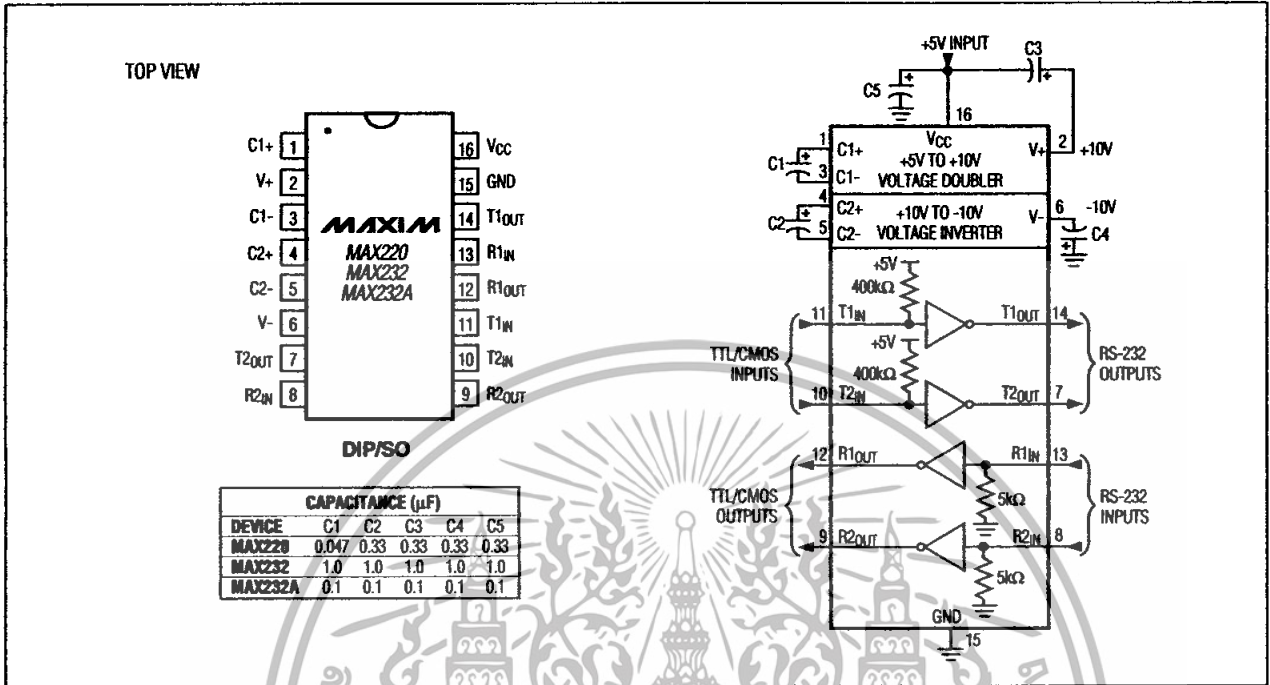 TOP VIEW
C1+ 1
V+ 2
C1- 3
C2+ 4
C2- 5
V- 6
T2OUT 7
R2IN 8
16 VCC
15 GND
14 T1OUT
13 R1IN
12 R1OUT
11 T1IN
10 T2IN
9 R2OUT
MAXIM
MAX220
MAX232
MAX232A
DIP/SO
CAPACITANCE (µF)
DEVICE C1 C2 C3 C4 C5
MAX220 0.047 0.33 0.33 0.33 0.33
MAX232 1.0 1.0 1.0 1.0 1.0
MAX232A 0.1 0.1 0.1 0.1 0.1
+5V INPUT
C3
C5
16
VCC
1 C1+
C1
3 C1-
+5V TO +10V
VOLTAGE DOUBLER
V+ 2 +10V
4 C2+
C2
5 C2-
+10V TO -10V
VOLTAGE INVERTER
V- 6 -10V
C4
+5V
400kΩ
11 T1IN
T1OUT 14
+5V
400kΩ
TTL/CMOS
INPUTS
RS-232
OUTPUTS
10 T2IN
T2OUT 7
12 R1OUT
R1IN 13
5kΩ
TTL/CMOS
OUTPUTS
RS-232
INPUTS
9 R2OUT
R2IN 8
5kΩ
GND
15